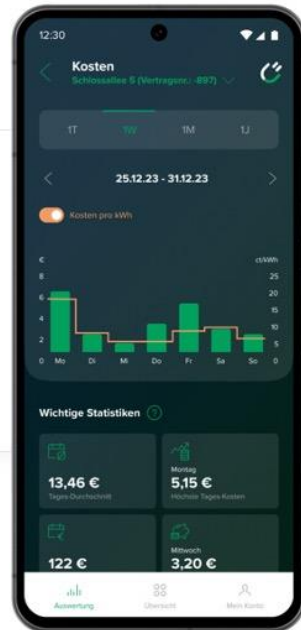 12:30
Kosten
Schlossallee 5 (Vertragsnr.: -897)
1T 1W 1M 1J
25.12.23 - 31.12.23
Kosten pro kWh
€ ct/kWh
8 25
6 20
15
4
10
2
5
0 Mo Di Mi Do Fr Sa So 0
Wichtige Statistiken ?
13,46 €
Tages-Durchschnitt
Montag
5,15 €
Höchste Tages-Kosten
122 €
Mittwoch
3,20 €
Auswertung Übersicht Mein Konto